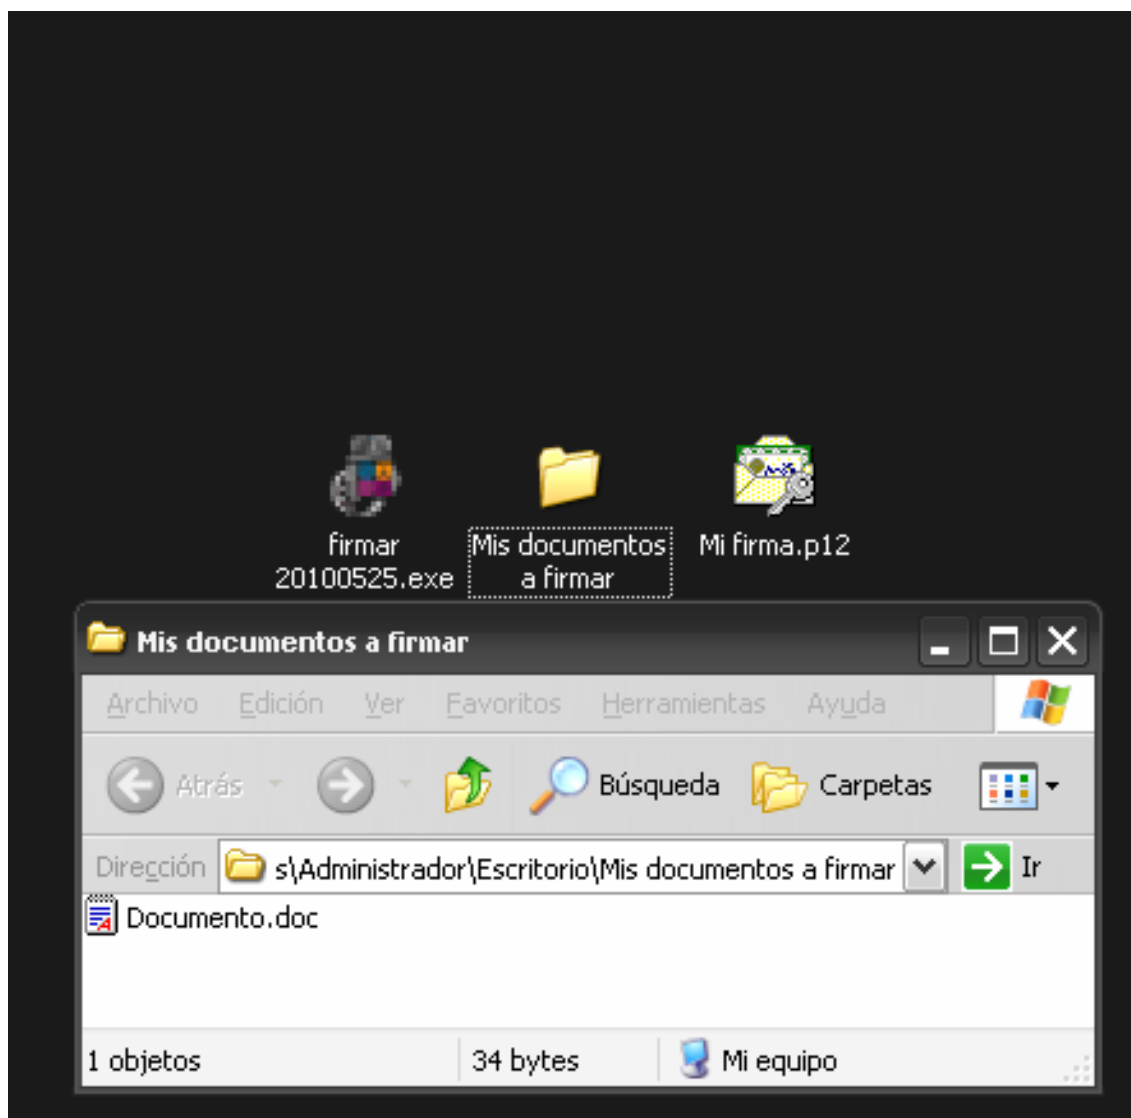 firmar
20100525.exe
Mis documentos
a firmar
Mi firma.p12
Mis documentos a firmar
Archivo Edición Ver Favoritos Herramientas Ayuda
Atrás Búsqueda Carpetas
Dirección s\Administrador\Escritorio\Mis documentos a firmar Ir
Documento.doc
1 objetos 34 bytes Mi equipo